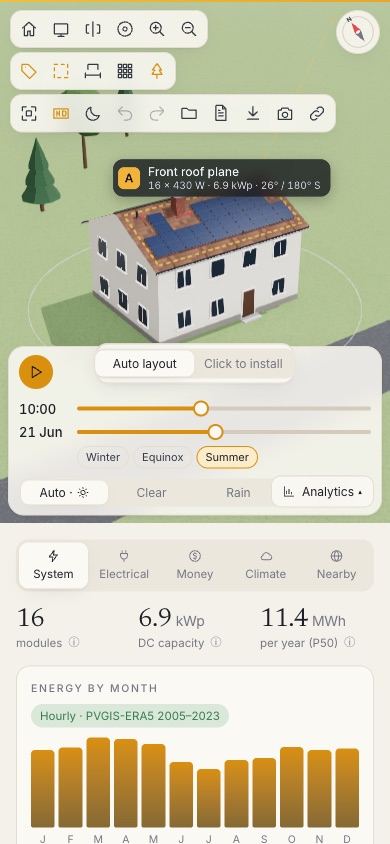 N
HD
A
Front roof plane
16 × 430 W · 6.9 kWp · 26° / 180° S
Auto layout
Click to install
10:00
21 Jun
Winter
Equinox
Summer
Auto ·
Clear
Rain
Analytics
System
Electrical
Money
Climate
Nearby
16
modules
6.9 kWp
DC capacity
11.4 MWh
per year (P50)
ENERGY BY MONTH
Hourly · PVGIS-ERA5 2005–2023
J F M A M J J A S O N D